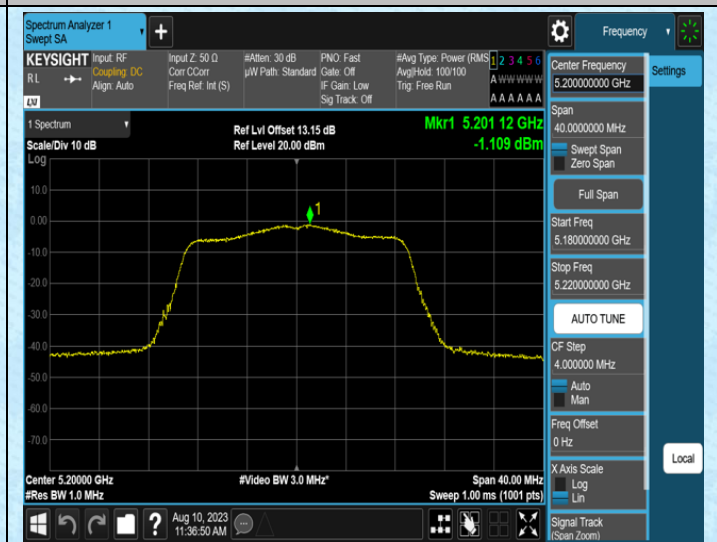 Spectrum Analyzer 1
Swept SA
+
Frequency
KEYSIGHT
Input: RF
Coupling: DC
Align: Auto
R L
LXI
Input Z: 50 Ω
Corr CCorr
Freq Ref: Int (S)
#Atten: 30 dB
µW Path: Standard
PNO: Fast
Gate: Off
IF Gain: Low
Sig Track: Off
#Avg Type: Power (RMS
Avg|Hold: 100/100
Trig: Free Run
1 2 3 4 5 6
A W W W W W
A A A A A A
Center Frequency
5.200000000 GHz
Settings
1 Spectrum
Scale/Div 10 dB
Log
Ref Lvl Offset 13.15 dB
Ref Level 20.00 dBm
Mkr1 5.201 12 GHz
-1.109 dBm
Span
40.0000000 MHz
Swept Span
Zero Span
Full Span
Start Freq
5.180000000 GHz
Stop Freq
5.220000000 GHz
AUTO TUNE
CF Step
4.000000 MHz
Auto
Man
Freq Offset
0 Hz
X Axis Scale
Log
Lin
Signal Track
(Span Zoom)
Local
10.0
0.00
-10.0
-20.0
-30.0
-40.0
-50.0
-60.0
-70.0
1
Center 5.20000 GHz
#Res BW 1.0 MHz
#Video BW 3.0 MHz*
Span 40.00 MHz
Sweep 1.00 ms (1001 pts)
?
Aug 10, 2023
11:36:50 AM